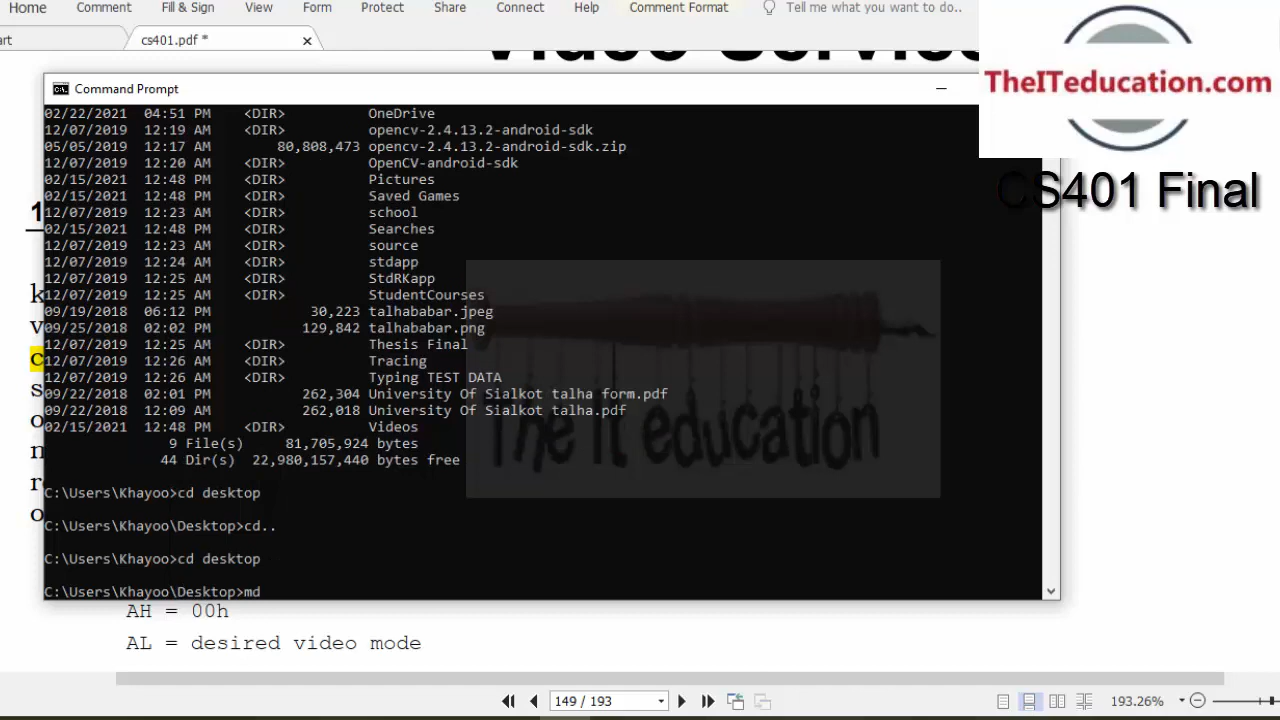 Home Comment Fill & Sign View Form Protect Share Connect Help Comment Format Tell me what you want to do..
art cs401.pdf *
Command Prompt
TheITeducation.com
CS401 Final
02/22/2021 04:51 PM <DIR> OneDrive
12/07/2019 12:19 AM <DIR> opencv-2.4.13.2-android-sdk
05/05/2019 12:17 AM 80,808,473 opencv-2.4.13.2-android-sdk.zip
12/07/2019 12:20 AM <DIR> OpenCV-android-sdk
02/15/2021 12:48 PM <DIR> Pictures
02/15/2021 12:48 PM <DIR> Saved Games
12/07/2019 12:23 AM <DIR> school
02/15/2021 12:48 PM <DIR> Searches
12/07/2019 12:23 AM <DIR> source
12/07/2019 12:24 AM <DIR> stdapp
12/07/2019 12:25 AM <DIR> StdRKapp
12/07/2019 12:25 AM <DIR> StudentCourses
09/19/2018 06:12 PM 30,223 talhababar.jpeg
09/25/2018 02:02 PM 129,842 talhababar.png
12/07/2019 12:25 AM <DIR> Thesis Final
12/07/2019 12:26 AM <DIR> Tracing
12/07/2019 12:26 AM <DIR> Typing TEST DATA
09/22/2018 02:01 PM 262,304 University Of Sialkot talha form.pdf
09/22/2018 12:09 AM 262,018 University Of Sialkot talha.pdf
02/15/2021 12:48 PM <DIR> Videos
9 File(s) 81,705,924 bytes
44 Dir(s) 22,980,157,440 bytes free
The It education
C:\Users\Khayoo>cd desktop
C:\Users\Khayoo\Desktop>cd..
C:\Users\Khayoo>cd desktop
C:\Users\Khayoo\Desktop>md
AH = 00h
AL = desired video mode
149 / 193 193.26%